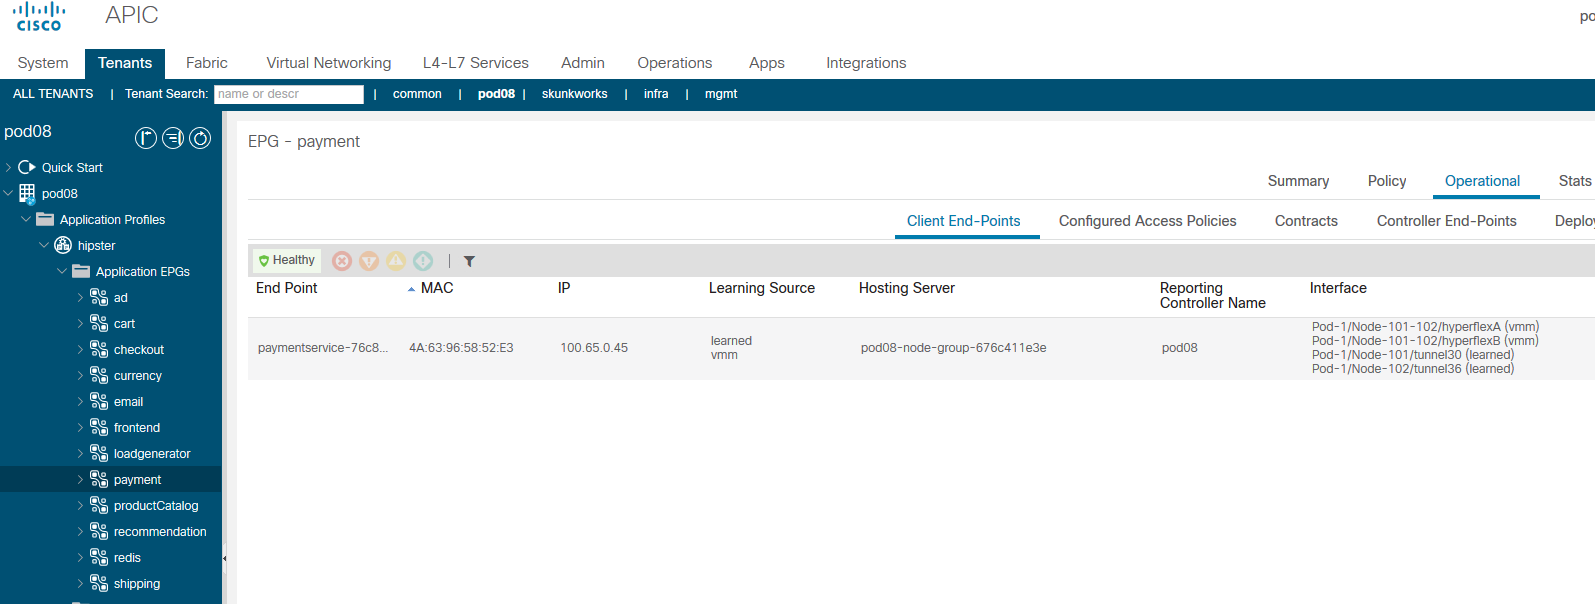 CISCO APIC po
System Tenants Fabric Virtual Networking L4-L7 Services Admin Operations Apps Integrations
ALL TENANTS | Tenant Search: name or descr | common | pod08 | skunkworks | infra | mgmt
pod08
Quick Start
pod08
Application Profiles
hipster
Application EPGs
ad
cart
checkout
currency
email
frontend
loadgenerator
payment
productCatalog
recommendation
redis
shipping
EPG - payment
Summary Policy Operational Stats
Client End-Points Configured Access Policies Contracts Controller End-Points Deploy
Healthy
End Point MAC IP Learning Source Hosting Server Reporting Controller Name Interface
paymentservice-76c8... 4A:63:96:58:52:E3 100.65.0.45 learned vmm pod08-node-group-676c411e3e pod08
Pod-1/Node-101-102/hyperflexA (vmm)
Pod-1/Node-101-102/hyperflexB (vmm)
Pod-1/Node-101/tunnel30 (learned)
Pod-1/Node-102/tunnel36 (learned)